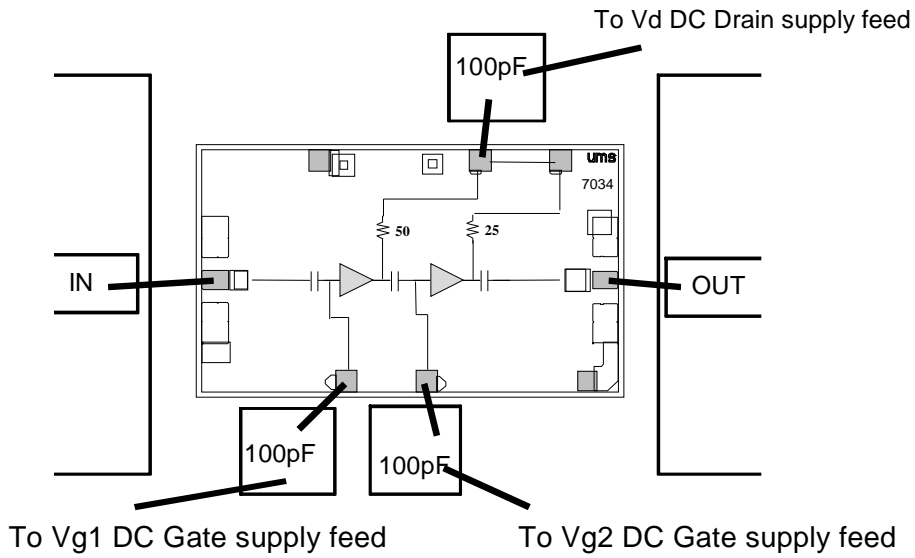 To Vd DC Drain supply feed
100pF
ums
7034
50
25
IN
OUT
100pF
100pF
To Vg1 DC Gate supply feed
To Vg2 DC Gate supply feed